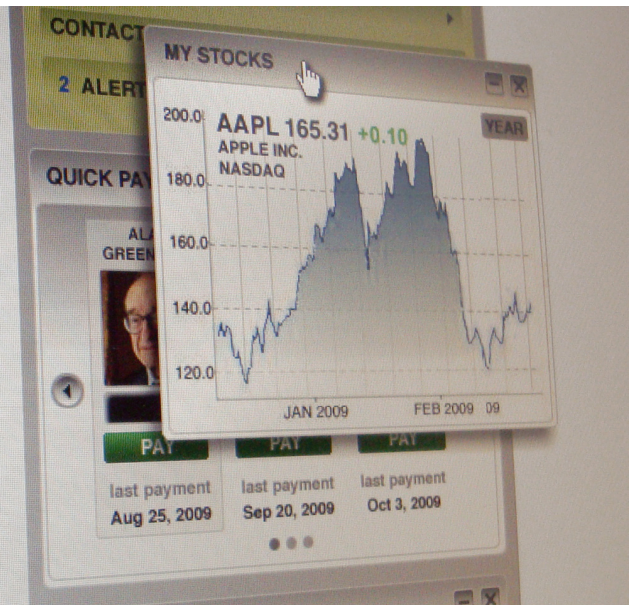 CONTACT
2 ALERT
MY STOCKS
AAPL 165.31 +0.10
APPLE INC.
NASDAQ
YEAR
200.0
180.0
160.0
140.0
120.0
JAN 2009
FEB 2009 09
QUICK PAY
GREEN
PAY
PAY
PAY
last payment
Aug 25, 2009
last payment
Sep 20, 2009
last payment
Oct 3, 2009